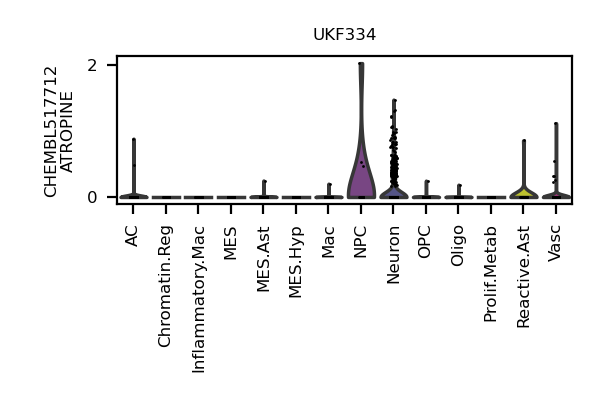 UKF334
CHEMBL517712
ATROPINE
2
0
AC
Chromatin.Reg
Inflammatory.Mac
MES
MES.Ast
MES.Hyp
Mac
NPC
Neuron
OPC
Oligo
Prolif.Metab
Reactive.Ast
Vasc